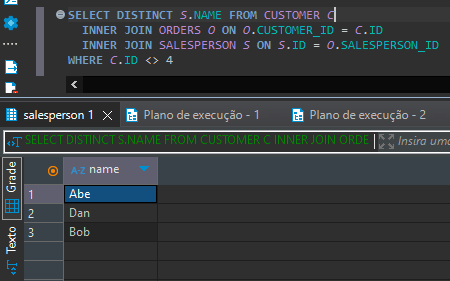 SELECT DISTINCT S.NAME FROM CUSTOMER C
INNER JOIN ORDERS O ON O.CUSTOMER_ID = C.ID
INNER JOIN SALESPERSON S ON S.ID = O.SALESPERSON_ID
WHERE C.ID <> 4
salesperson 1 Plano de execução - 1 Plano de execução - 2
SELECT DISTINCT S.NAME FROM CUSTOMER C INNER JOIN ORDE Insira uma
Grade
Texto
A-Z name
1 Abe
2 Dan
3 Bob